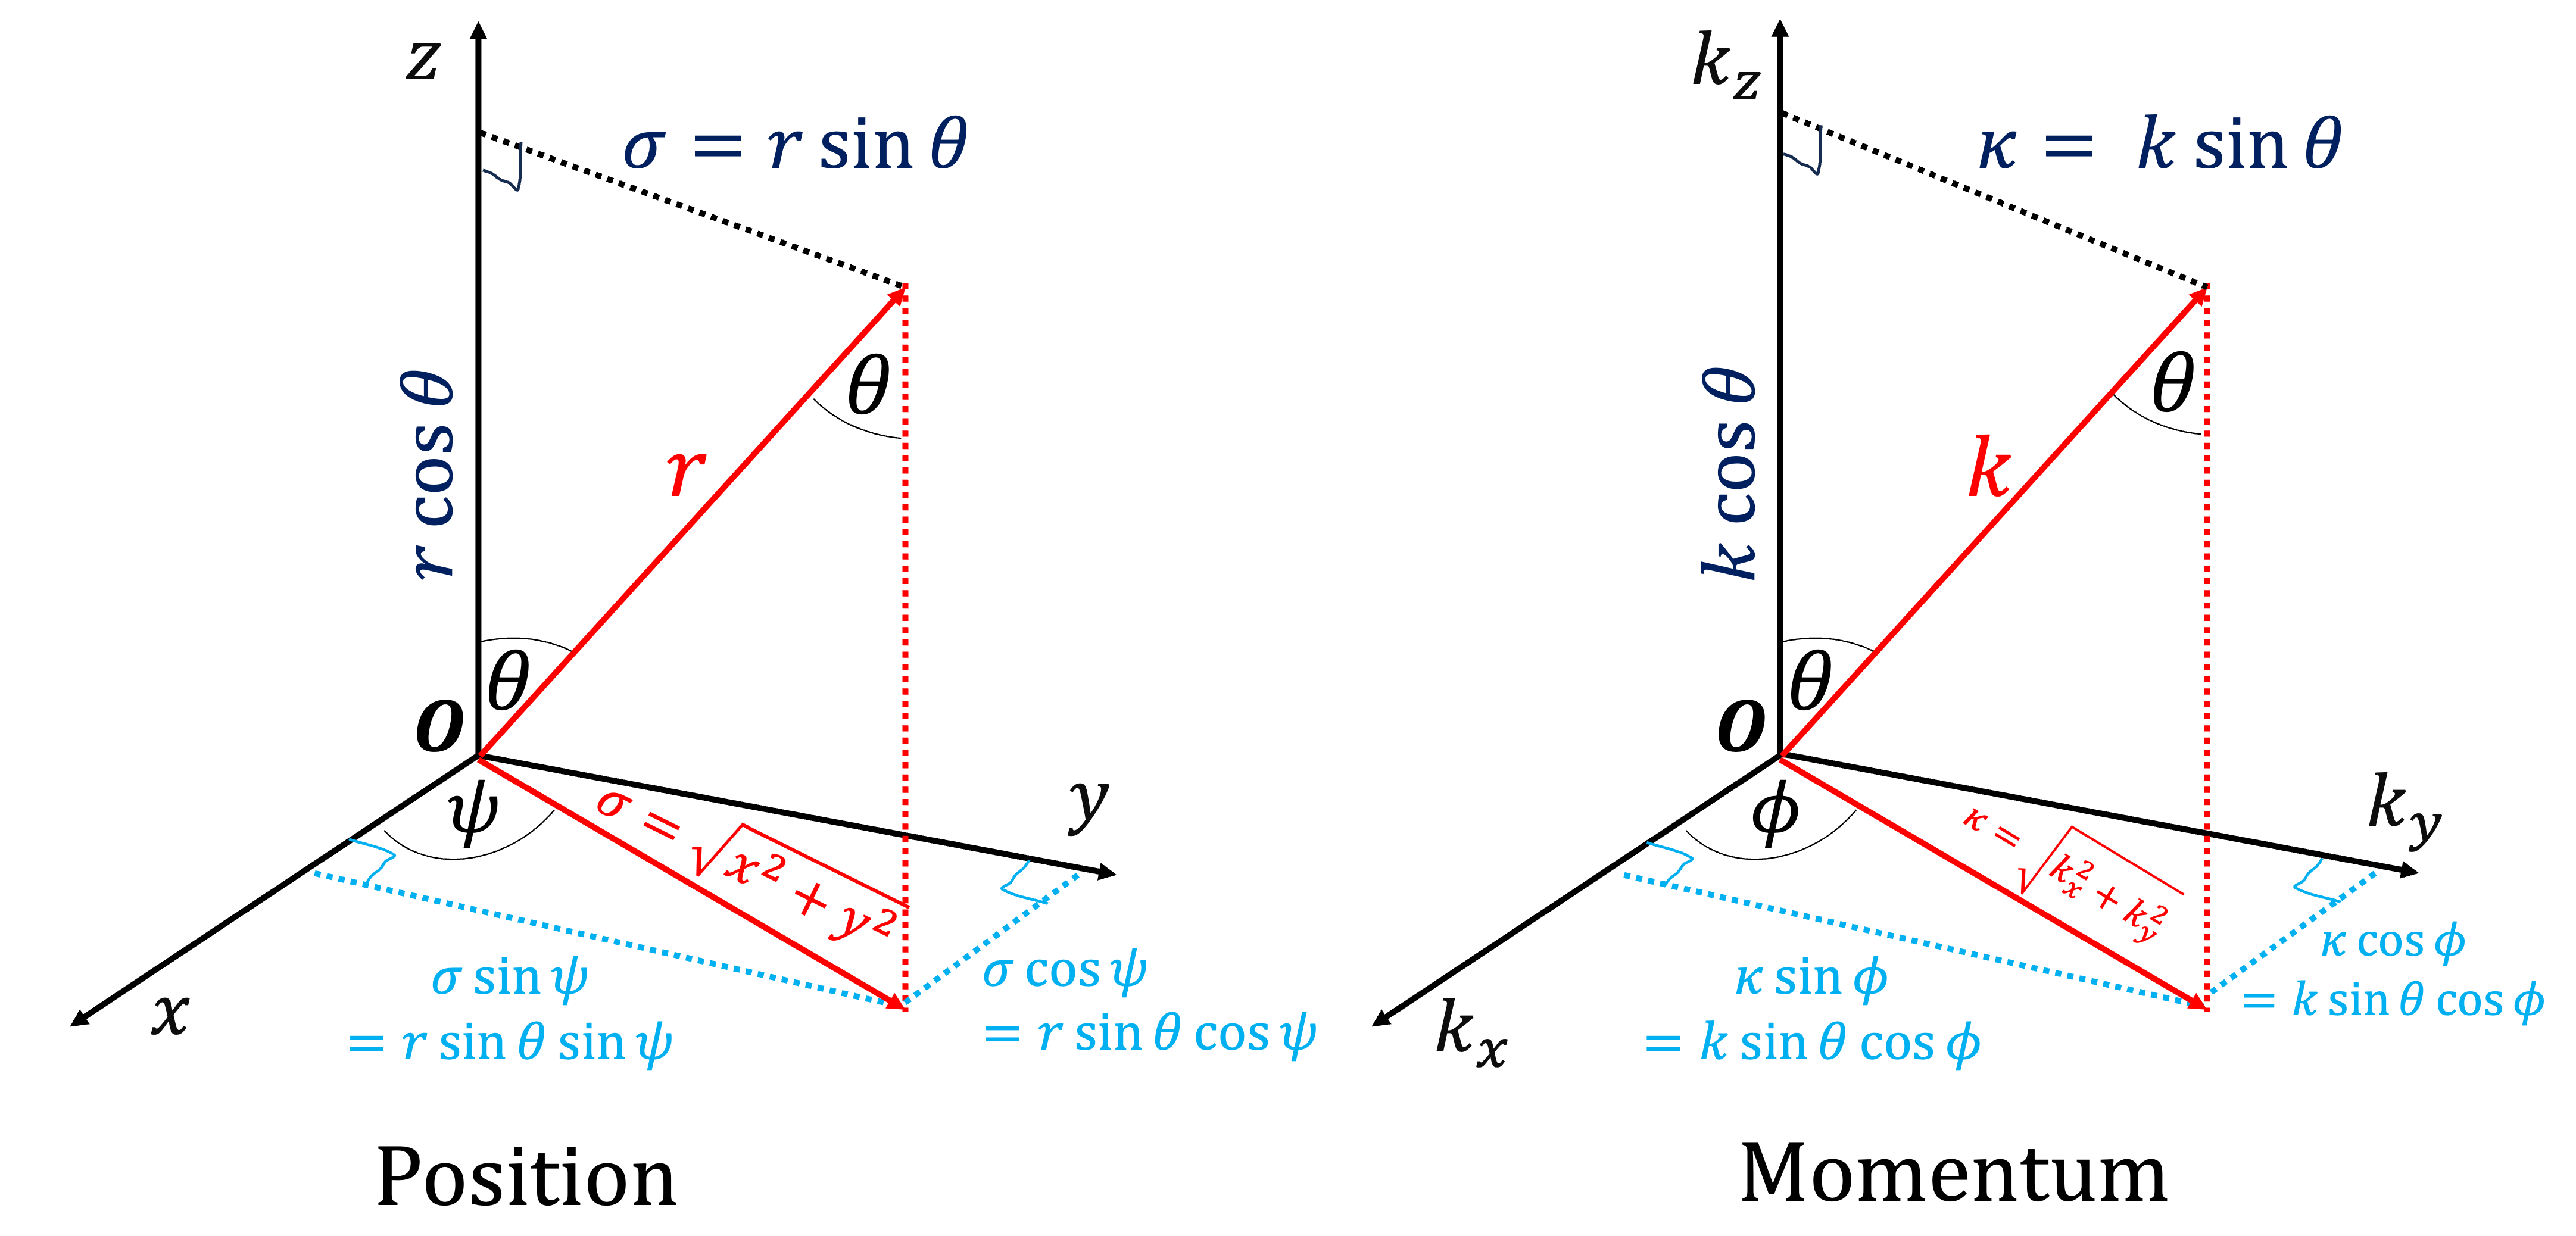 z
σ = r sin θ
r cos θ
r
θ
θ
O
ψ
σ = √x² + y²
y
x
σ sin ψ
= r sin θ sin ψ
σ cos ψ
= r sin θ cos ψ
Position
k_z
κ = k sin θ
k cos θ
k
θ
θ
O
ϕ
κ = √k_x² + k_y²
k_y
k_x
κ sin ϕ
= k sin θ cos ϕ
κ cos ϕ
= k sin θ cos ϕ
Momentum